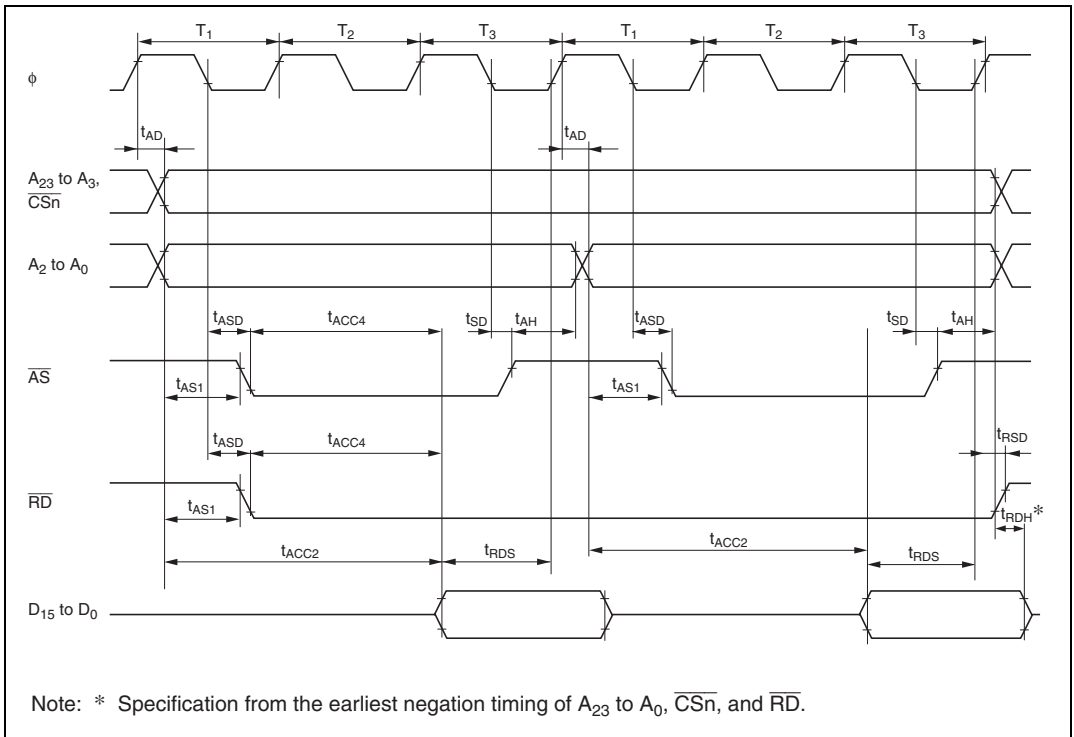 T1 T2 T3 T1 T2 T3
ϕ
tAD tAD
A23 to A3,
CSn
A2 to A0
tASD tACC4 tSD tAH tASD tSD tAH
AS
tAS1 tAS1
tASD tACC4 tRSD
RD
tAS1 tRDH*
tACC2 tRDS tACC2 tRDS
D15 to D0
Note: * Specification from the earliest negation timing of A23 to A0, CSn, and RD.